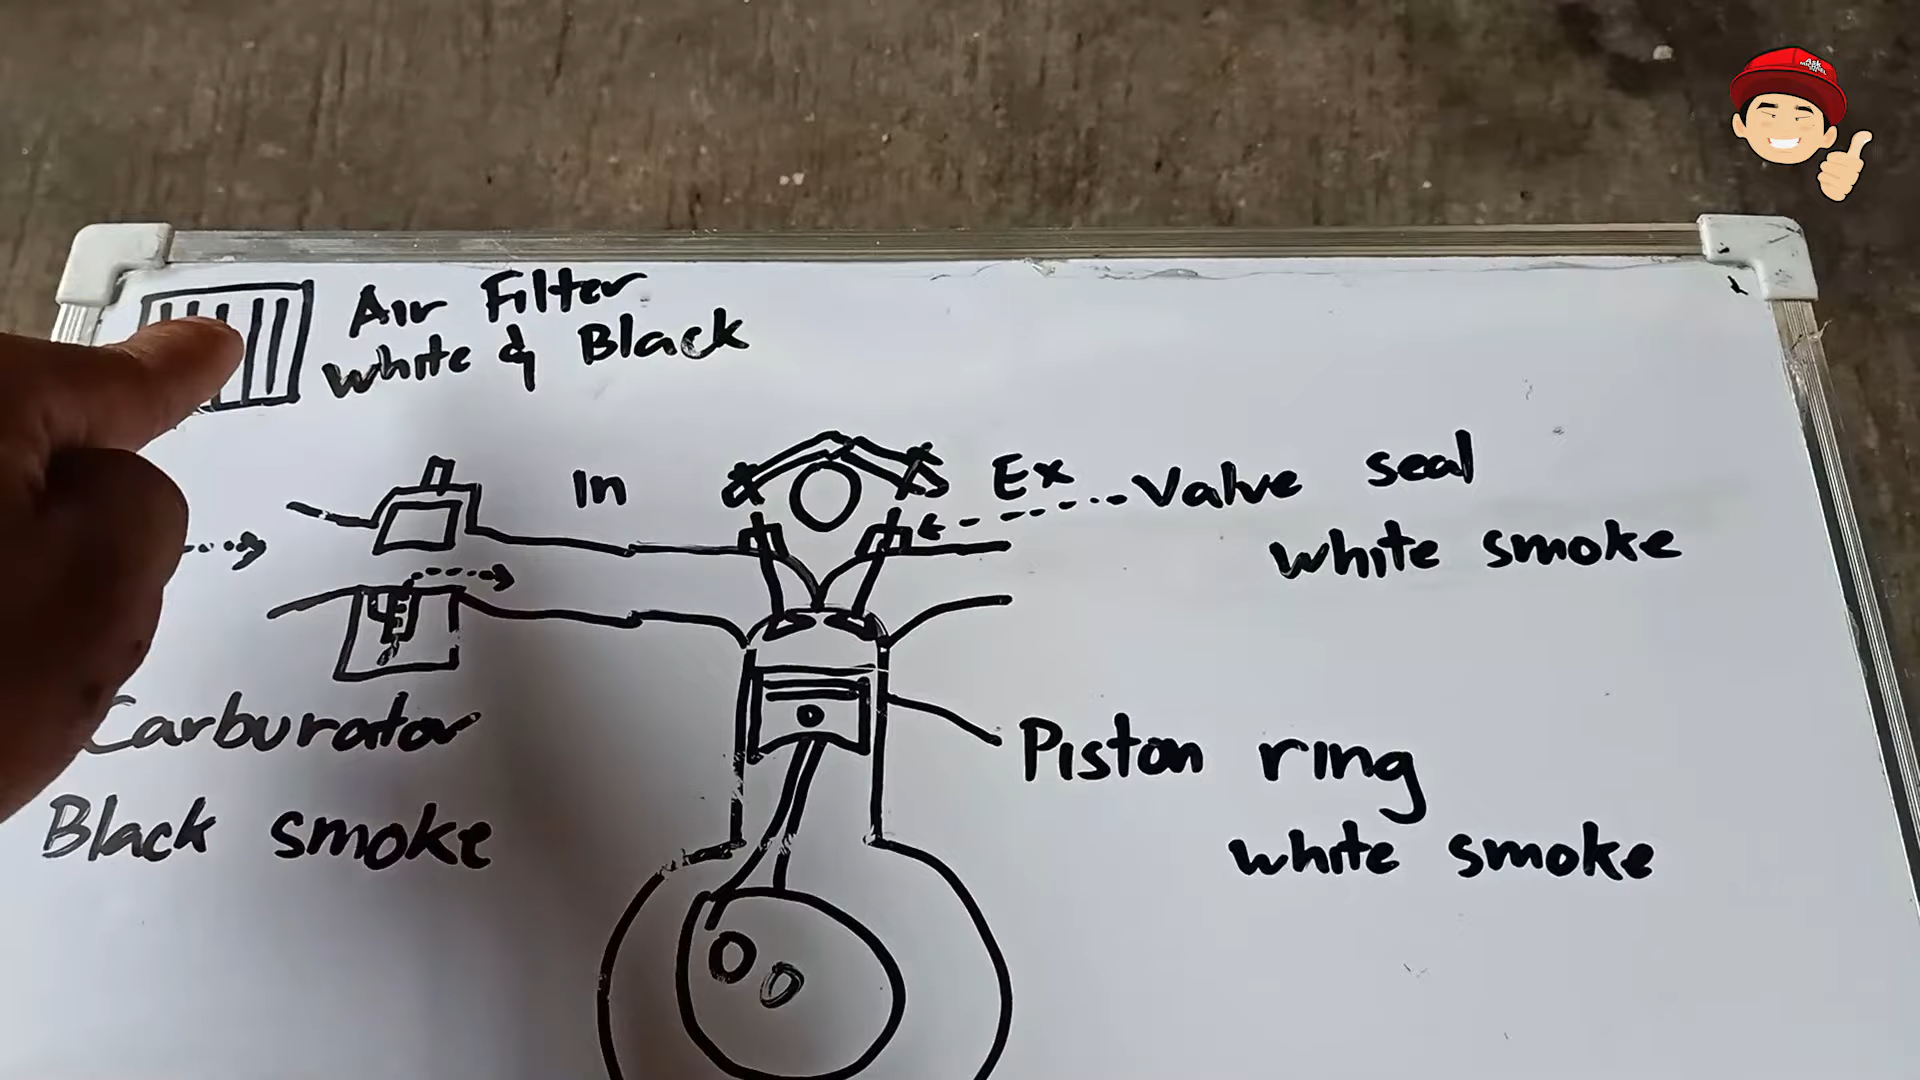 Air Filter
White & Black
In
Ex
Valve seal
white smoke
Carburator
Black smoke
Piston ring
white smoke